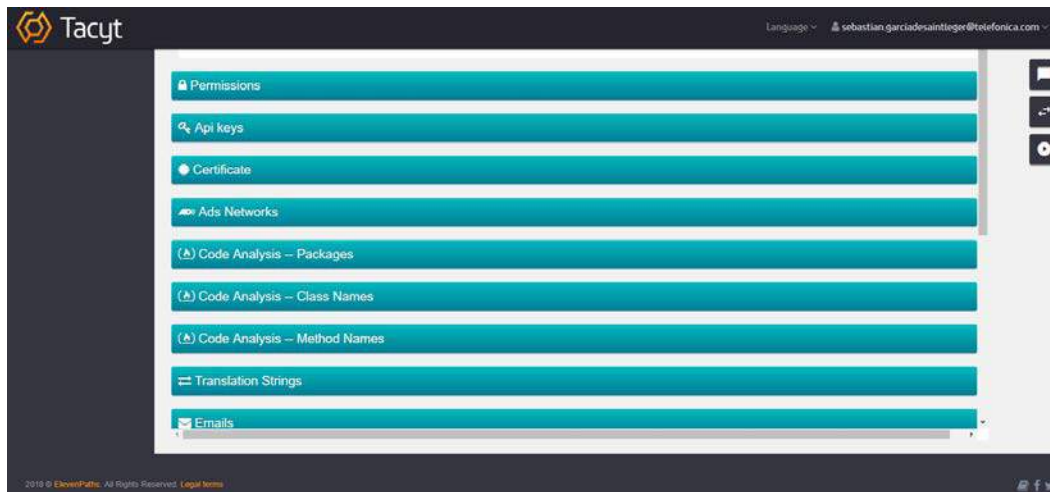 Tacyt
Language
sebastian.garciadesaintleger@telefonica.com
Permissions
Api keys
Certificate
Ads Networks
Code Analysis – Packages
Code Analysis – Class Names
Code Analysis – Method Names
Translation Strings
Emails
2018 © ElevenPaths. All Rights Reserved. Legal terms